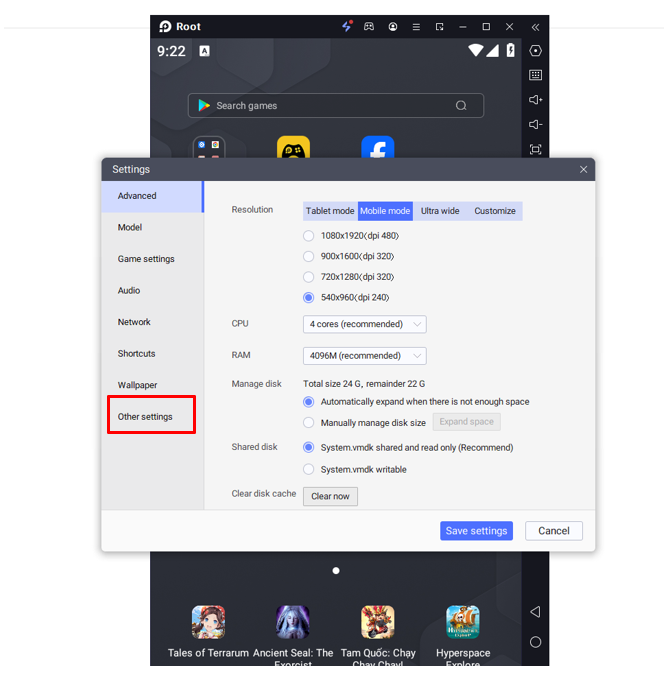 Root
9:22
A
Search games
Settings
Advanced
Model
Game settings
Audio
Network
Shortcuts
Wallpaper
Other settings
Resolution
Tablet mode Mobile mode Ultra wide Customize
1080x1920(dpi 480)
900x1600(dpi 320)
720x1280(dpi 320)
540x960(dpi 240)
CPU 4 cores (recommended)
RAM 4096M (recommended)
Manage disk Total size 24 G, remainder 22 G
Automatically expand when there is not enough space
Manually manage disk size Expand space
Shared disk System.vmdk shared and read only (Recommend)
System.vmdk writable
Clear disk cache Clear now
Save settings Cancel
Tales of Terrarum Ancient Seal: The Tam Quốc: Chạy Hyperspace
Exorcist Chạy Chạy! Explore